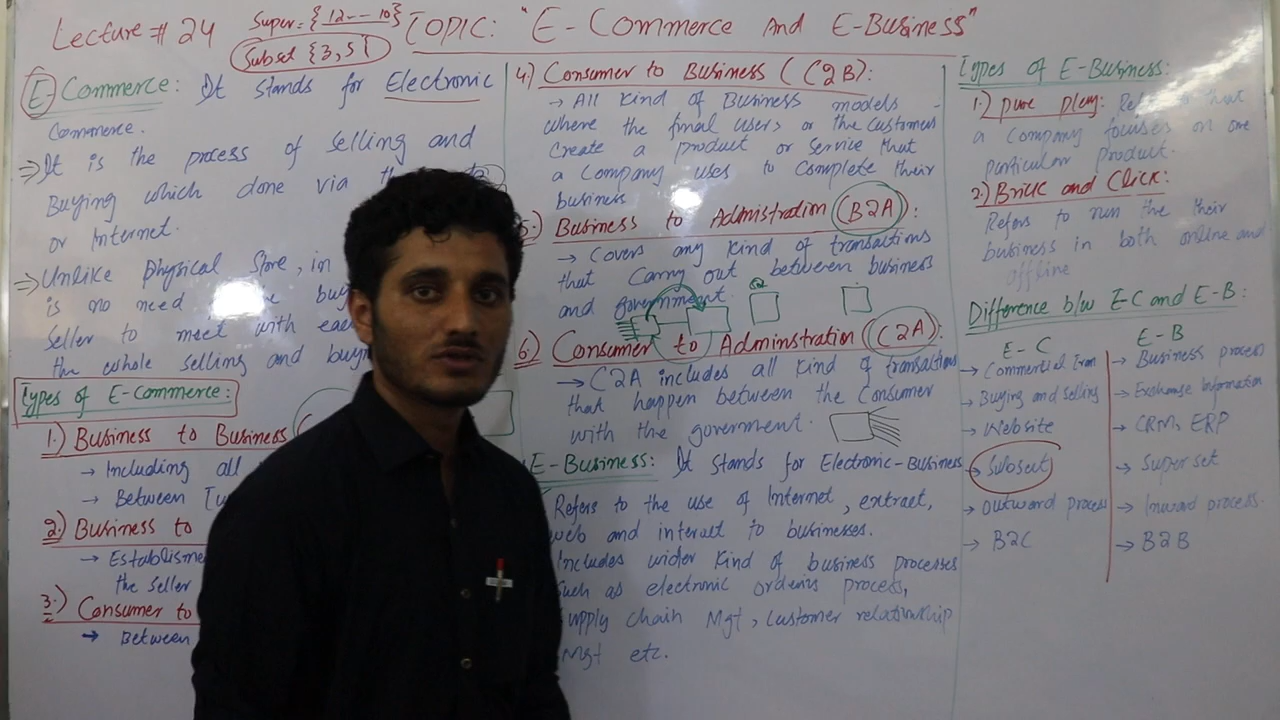 Lecture # 24
Super = {12---10}
Subset {3,5}
TOPIC: "E-Commerce And E-Business"
E-Commerce: It stands for Electronic
Commerce.
⇒ It is the process of selling and
Buying which done via
or Internet.
⇒ Unlike physical store, in
is no need
seller to meet with
the whole selling and
Types of E-Commerce:
1.) Business to Business
→ Including all
→ Between
2.) Business to
→
the seller
3.) Consumer to
→ Between
4.) Consumer to Business (C2B):
→ All kind of Business models
where the final users or the customers
create a product or service that
a company uses to complete their
business
5.) Business to Admistration (B2A):
→ Covers any kind of transactions
that carry out between business
and government.
6.) Consumer to Adminstration (C2A):
→ C2A includes all kind of transactions
that happen between the Consumer
with the government.
E-Business: It stands for Electronic-Business
Refers to the use of Internet, extract,
web and interact to businesses.
Includes wider kind of business processes
such as electronic ordering process,
supply chain Mgt, customer relationship
Mgt etc.
Types of E-Business:
1.) pure play: that
a company focuses on one
particular product.
2.) Brick and Click:
Refers to run the their
business in both online and
offline
Difference b/w E-C and E-B:
E-C
→ Commercial
→ Buying and selling
→ Website
→ Subset
→ Outward process
→ B2C
E-B
→ Business process
→ Exchange Information
→ CRM, ERP
→ Super set
→ Inward process.
→ B2B